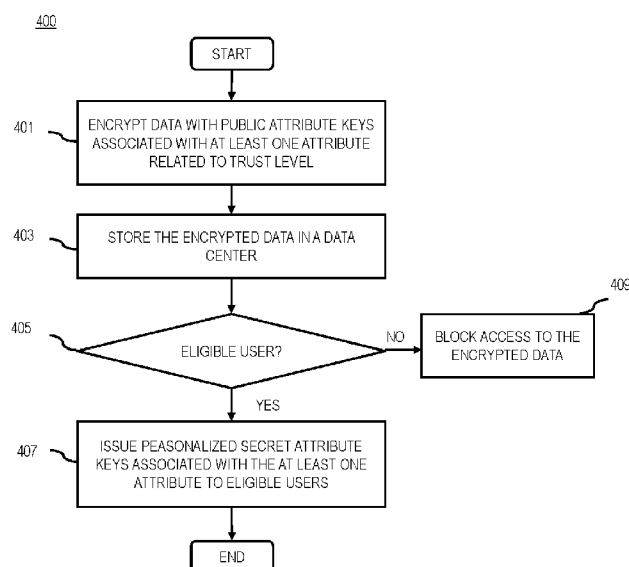 400
START
401
ENCRYPT DATA WITH PUBLIC ATTRIBUTE KEYS
ASSOCIATED WITH AT LEAST ONE ATTRIBUTE
RELATED TO TRUST LEVEL
403
STORE THE ENCRYPTED DATA IN A DATA
CENTER
405
ELIGIBLE USER?
NO
409
BLOCK ACCESS TO THE
ENCRYPTED DATA
YES
407
ISSUE PEASONALIZED SECRET ATTRIBUTE
KEYS ASSOCIATED WITH THE AT LEAST ONE
ATTRIBUTE TO ELIGIBLE USERS
END